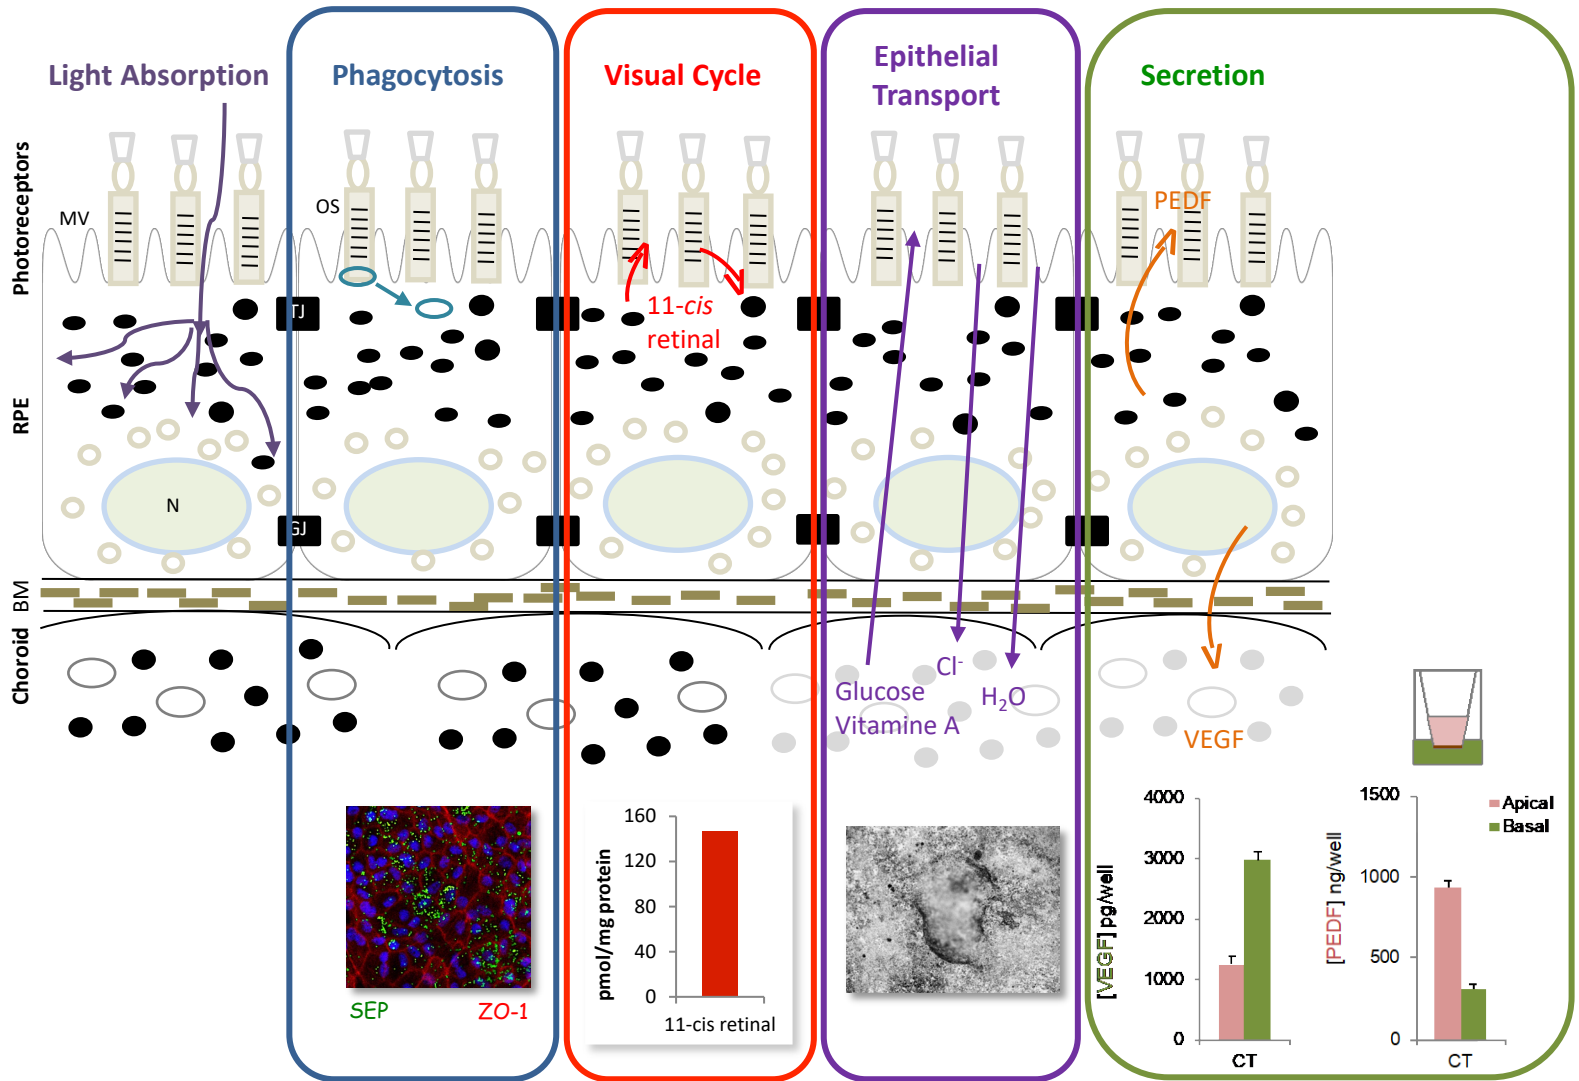 Light Absorption
Phagocytosis
Visual Cycle
Epithelial
Transport
Secretion
Photoreceptors
RPE
BM
Choroid
MV
OS
TJ
GJ
N
11-cis
retinal
Glucose
Vitamine A
Cl-
H2O
PEDF
VEGF
SEP
ZO-1
pmol/mg protein
160
120
80
40
0
11-cis retinal
[VEGF] pg/well
4000
3000
2000
1000
0
CT
[PEDF] ng/well
1500
1000
500
0
CT
Apical
Basal